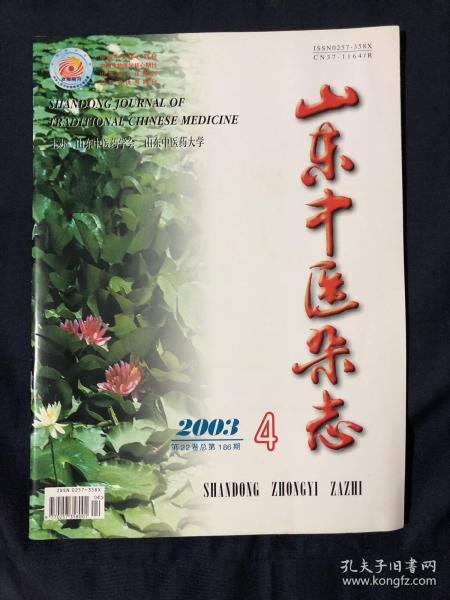 ISSN0257-358X
CN37-1164/R
SHANDONG JOURNAL OF
TRADITIONAL CHINESE MEDICINE
主办 山东中医药学会 山东中医药大学
山东中医杂志
2003 4
第22卷总第186期
SHANDONG ZHONGYI ZAZHI
ISSN 0257-358X
04>
孔夫子旧书网
www.kongfz.com